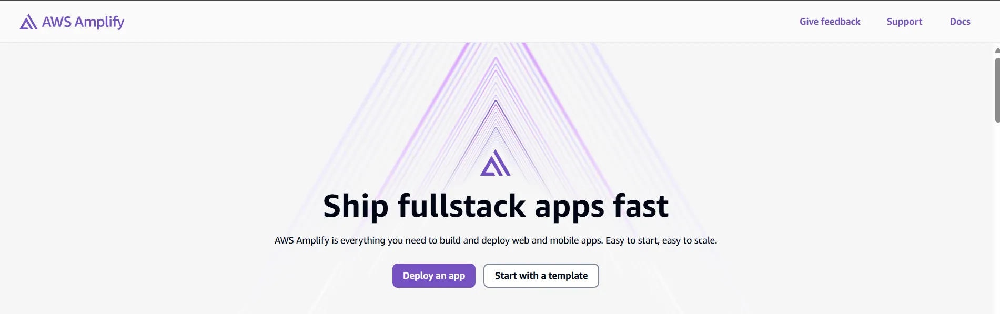 AWS Amplify
Give feedback
Support
Docs
Ship fullstack apps fast
AWS Amplify is everything you need to build and deploy web and mobile apps. Easy to start, easy to scale.
Deploy an app
Start with a template